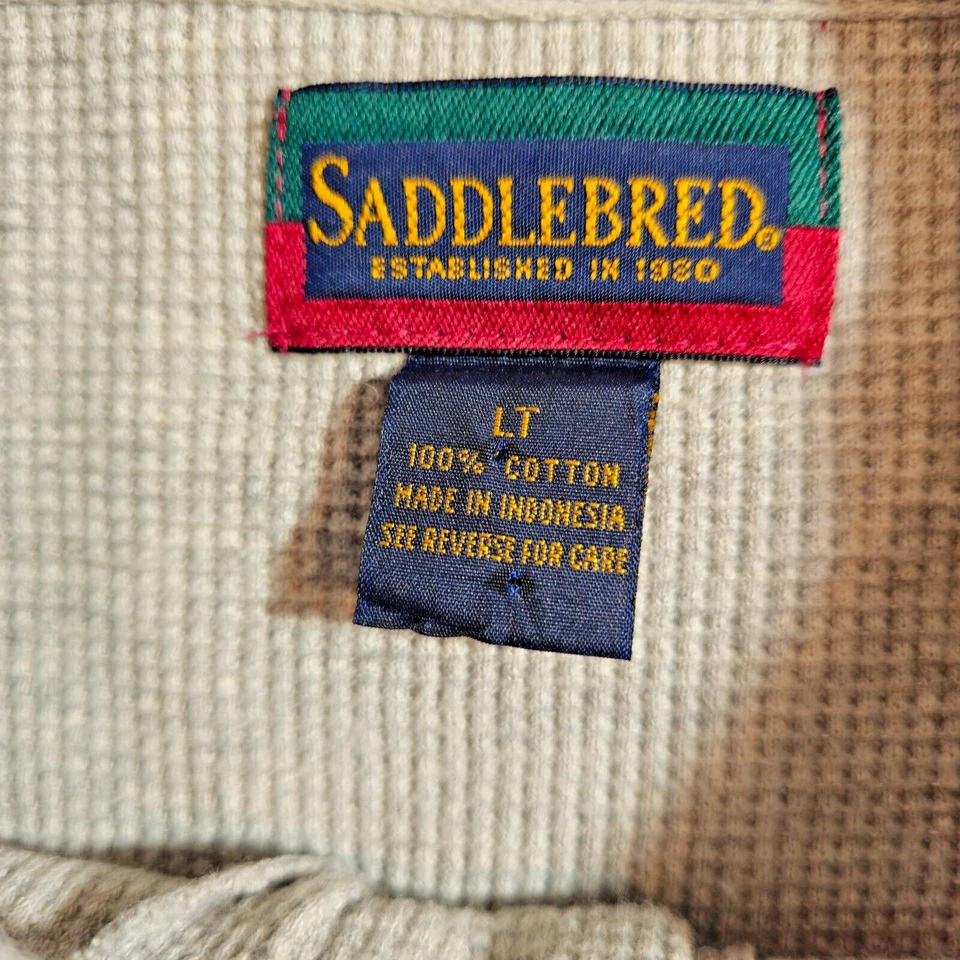 SADDLEBRED®
ESTABLISHED IN 1980
LT
100% COTTON
MADE IN INDONESIA
SEE REVERSE FOR CARE